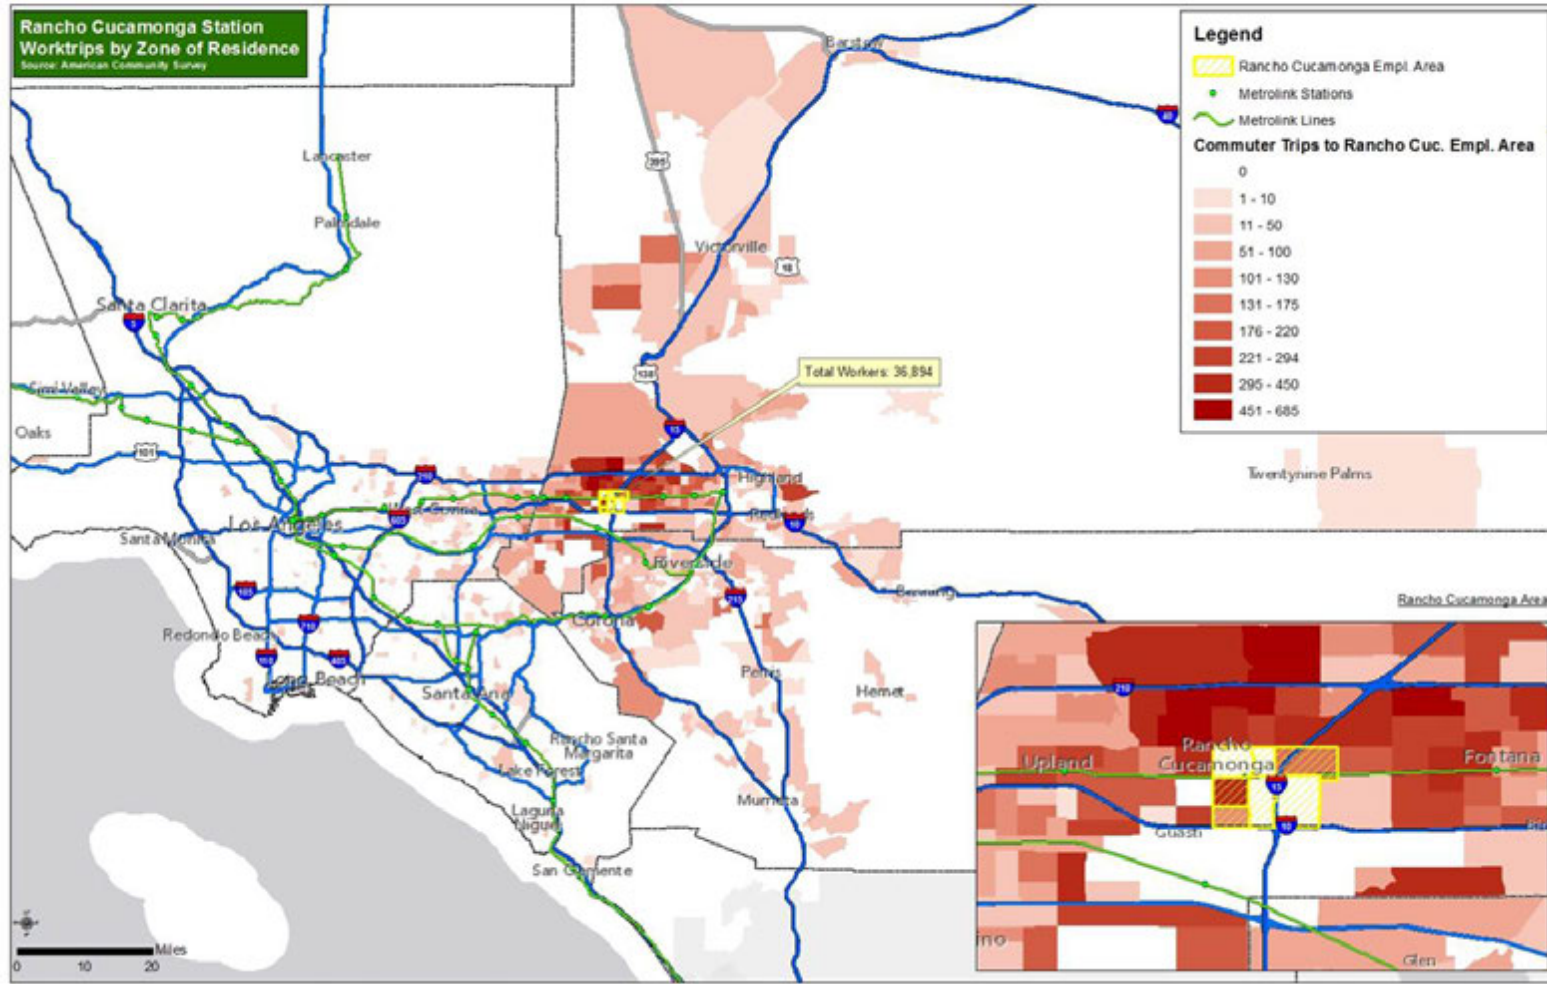 Rancho Cucamonga Station
Worktrips by Zone of Residence
Source: American Community Survey
Legend
Rancho Cucamonga Empl. Area
Metrolink Stations
Metrolink Lines
Commuter Trips to Rancho Cuc. Empl. Area
0
1 - 10
11 - 50
51 - 100
101 - 130
131 - 175
176 - 220
221 - 294
295 - 450
451 - 685
Barstow
40
395
Lancaster
Palmdale
Victorville
18
Santa Clarita
5
138
Total Workers: 36,894
Simi Valley
Oaks
101
15
210
Highland
Twentynine Palms
West Covina
605
Los Angeles
Redlands
10
Santa Monica
Riverside
105
215
Banning
Rancho Cucamonga Area
710
Corona
Redondo Beach
110
405
Long Beach
Perris
Santa Ana
Hemet
Rancho Santa
Margarita
Lake Forest
Laguna
Niguel
Murrieta
San Clemente
Miles
0 10 20
210
Rancho
Cucamonga
Upland
Fontana
15
10
Guasti
ino
Glen